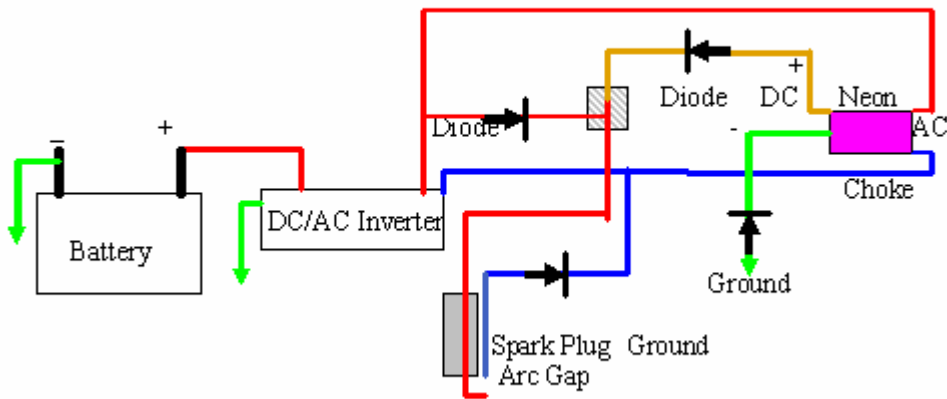 +
Diode
DC
Neon
Diode
AC
-
+
-
Choke
DC/AC Inverter
Battery
Ground
Spark Plug Ground
Arc Gap